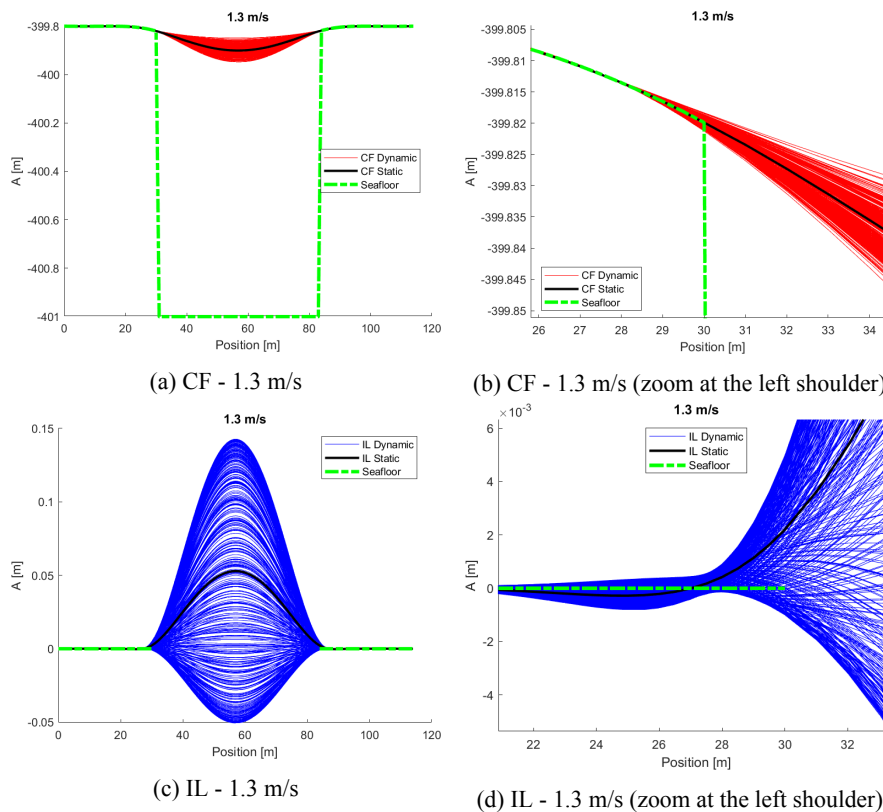 1.3 m/s
-399.8
-400
-400.2
-400.4
-400.6
-400.8
-401
A [m]
CF Dynamic
CF Static
Seafloor
0 20 40 60 80 100 120
Position [m]
(a) CF - 1.3 m/s
1.3 m/s
-399.805
-399.81
-399.815
-399.82
-399.825
-399.83
-399.835
-399.84
-399.845
-399.85
A [m]
CF Dynamic
CF Static
Seafloor
26 27 28 29 30 31 32 33 34
Position [m]
(b) CF - 1.3 m/s (zoom at the left shoulder)
1.3 m/s
0.15
0.1
0.05
0
-0.05
A [m]
IL Dynamic
IL Static
Seafloor
0 20 40 60 80 100 120
Position [m]
(c) IL - 1.3 m/s
×10⁻³
1.3 m/s
6
4
2
0
-2
-4
A [m]
IL Dynamic
IL Static
Seafloor
22 24 26 28 30 32
Position [m]
(d) IL - 1.3 m/s (zoom at the left shoulder)